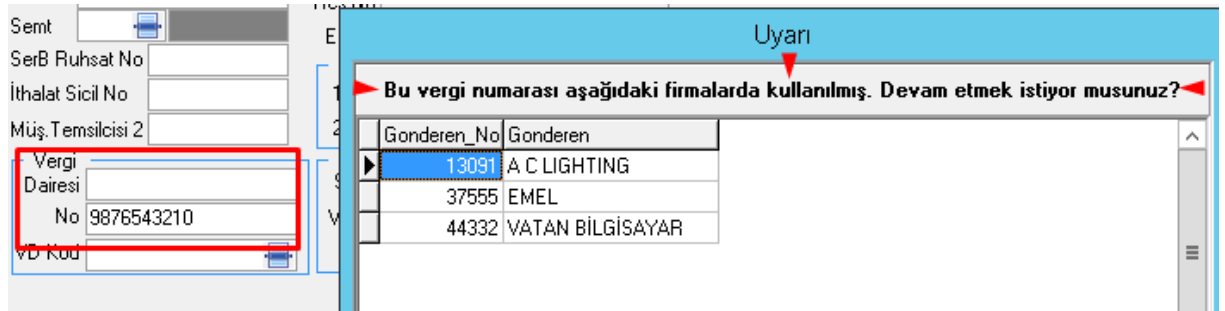 Semt
SerB Ruhsat No
İthalat Sicil No
Müş.Temsilcisi 2
Vergi
Dairesi
No 9876543210
VD Kod
E
1
2
Uyarı
Bu vergi numarası aşağıdaki firmalarda kullanılmış. Devam etmek istiyor musunuz?
Gonderen_No Gonderen
13091 A C LIGHTING
37555 EMEL
44332 VATAN BİLGİSAYAR